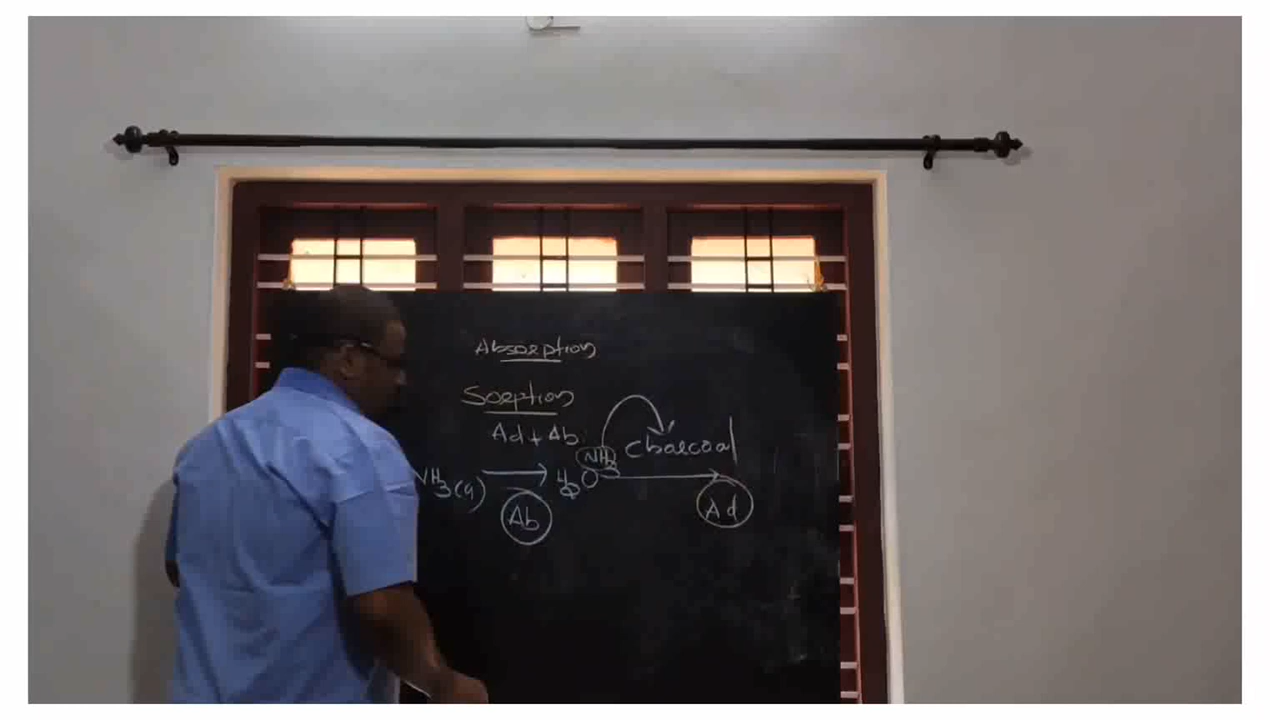 Absorption
Sorption
Ad + Ab
NH3 Charcoal
NH3(g) → H2O →
Ab Ad